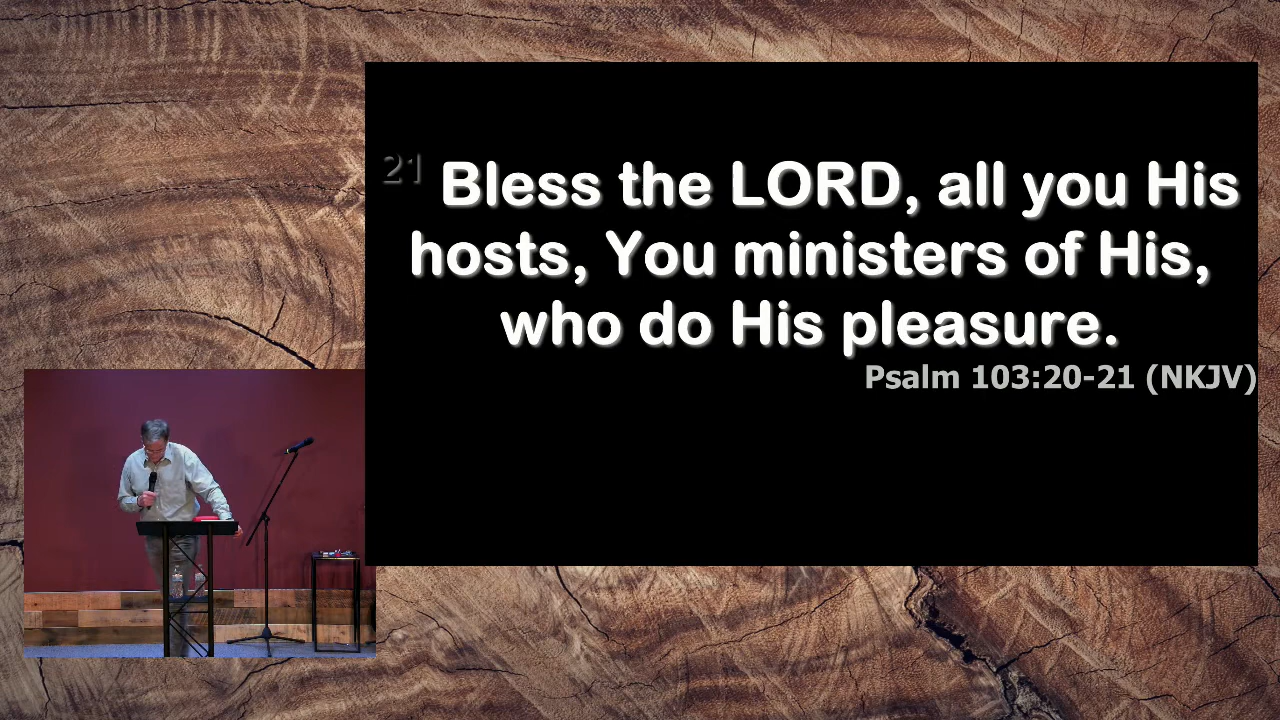 21 Bless the LORD, all you His
hosts, You ministers of His,
who do His pleasure.
Psalm 103:20-21 (NKJV)